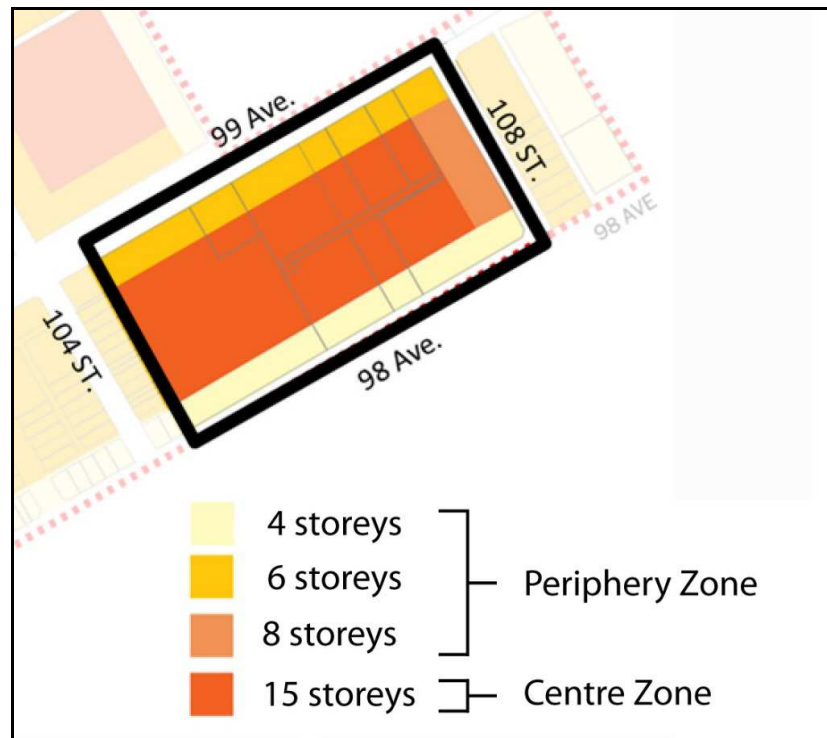 99 Ave.
108 ST.
98 AVE
104 ST.
98 Ave.
4 storeys
6 storeys
Periphery Zone
8 storeys
15 storeys
Centre Zone